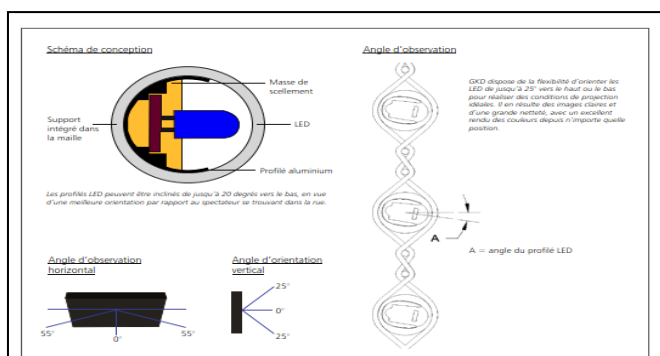 Schéma de conception
Masse de
scellement
Support
intégré dans
la maille
LED
Profilé aluminium
Les profilés LED peuvent être inclinés de jusqu'à 20 degrés vers le bas, en vue
d'une meilleure orientation par rapport au spectateur se trouvant dans la rue.
Angle d'observation
horizontal
55°
0°
55°
Angle d'orientation
vertical
25°
0°
25°
Angle d'observation
GKD dispose de la flexibilité d'orienter les
LED de jusqu'à 25° vers le haut ou le bas
pour réaliser des conditions de projection
idéales. Il en résulte des images claires et
d'une grande netteté, avec un excellent
rendu des couleurs depuis n'importe quelle
position.
A
A = angle du profilé LED